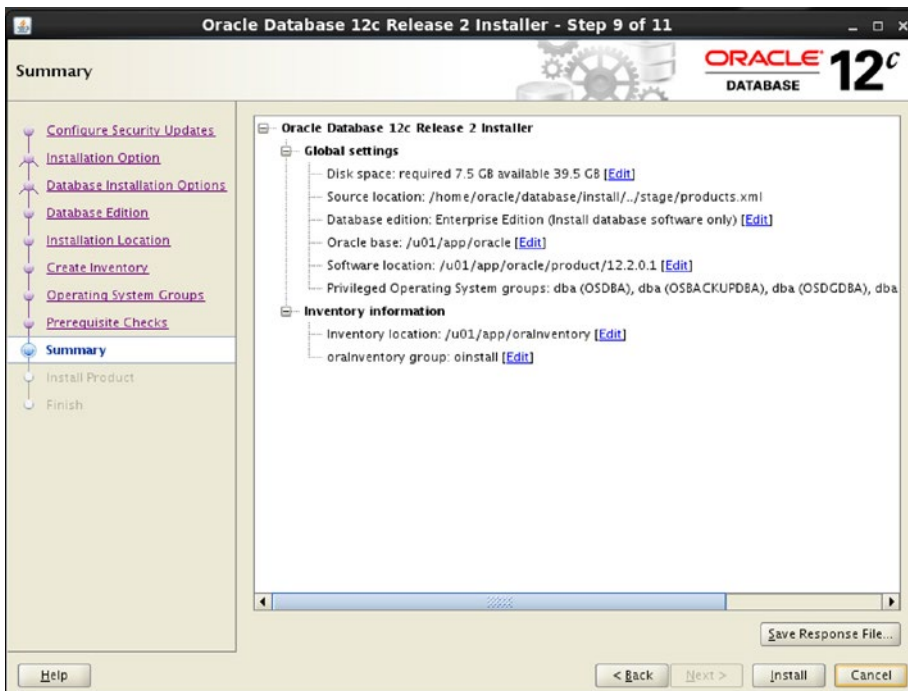 Oracle Database 12c Release 2 Installer - Step 9 of 11
Summary
ORACLE
DATABASE
12c
Configure Security Updates
Installation Option
Database Installation Options
Database Edition
Installation Location
Create Inventory
Operating System Groups
Prerequisite Checks
Summary
Install Product
Finish
Oracle Database 12c Release 2 Installer
Global settings
Disk space: required 7.5 GB available 39.5 GB [Edit]
Source location: /home/oracle/database/install/../stage/products.xml
Database edition: Enterprise Edition (Install database software only) [Edit]
Oracle base: /u01/app/oracle [Edit]
Software location: /u01/app/oracle/product/12.2.0.1 [Edit]
Privileged Operating System groups: dba (OSDBA), dba (OSBACKUPDBA), dba (OSDGDBA), dba
Inventory information
Inventory location: /u01/app/oraInventory [Edit]
oraInventory group: oinstall [Edit]
Save Response File...
Help
< Back
Next >
Install
Cancel